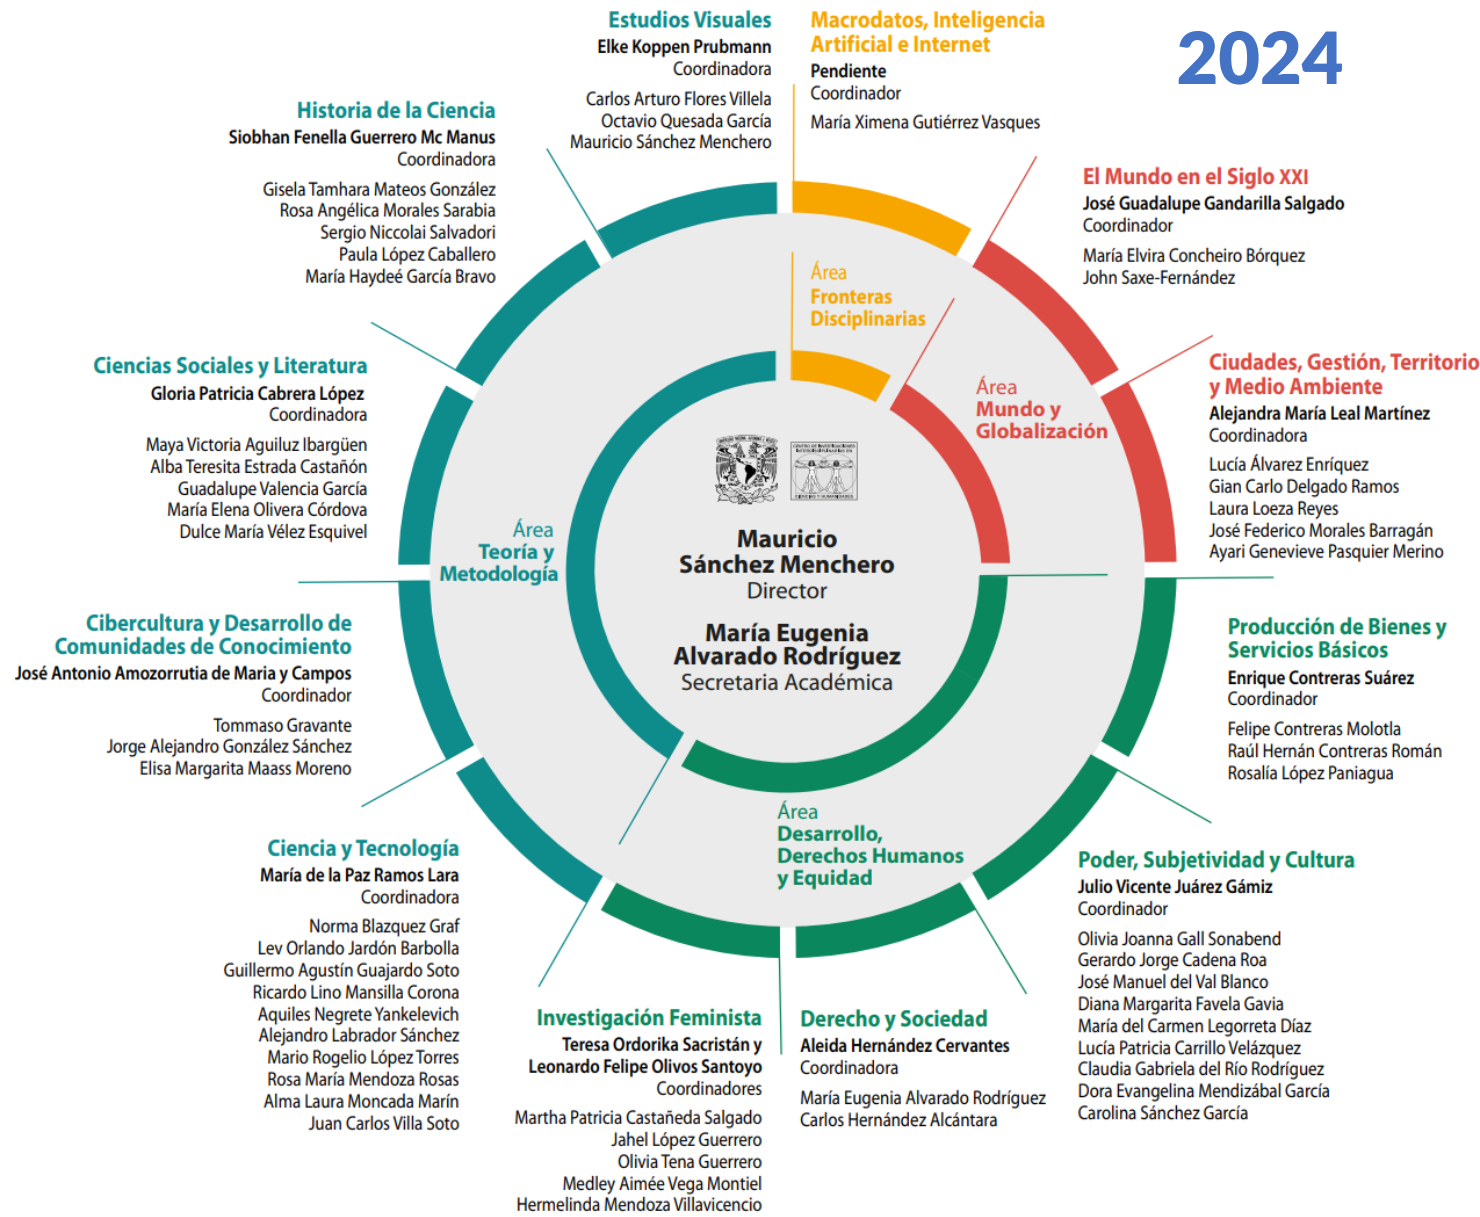 2024
Estudios Visuales
Elke Koppen Prubmann
Coordinadora
Carlos Arturo Flores Villela
Octavio Quesada García
Mauricio Sánchez Menchero
Macrodatos, Inteligencia
Artificial e Internet
Pendiente
Coordinador
María Ximena Gutiérrez Vasques
El Mundo en el Siglo XXI
José Guadalupe Gandarilla Salgado
Coordinador
María Elvira Concheiro Bórquez
John Saxe-Fernández
Ciudades, Gestión, Territorio
y Medio Ambiente
Alejandra María Leal Martínez
Coordinadora
Lucía Álvarez Enríquez
Gian Carlo Delgado Ramos
Laura Loeza Reyes
José Federico Morales Barragán
Ayari Genevieve Pasquier Merino
Producción de Bienes y
Servicios Básicos
Enrique Contreras Suárez
Coordinador
Felipe Contreras Molotla
Raúl Hernán Contreras Román
Rosalía López Paniagua
Poder, Subjetividad y Cultura
Julio Vicente Juárez Gámiz
Coordinador
Olivia Joanna Gall Sonabend
Gerardo Jorge Cadena Roa
José Manuel del Val Blanco
Diana Margarita Favela Gavia
María del Carmen Legorreta Díaz
Lucía Patricia Carrillo Velázquez
Claudia Gabriela del Río Rodríguez
Dora Evangelina Mendizábal García
Carolina Sánchez García
Derecho y Sociedad
Aleida Hernández Cervantes
Coordinadora
María Eugenia Alvarado Rodríguez
Carlos Hernández Alcántara
Investigación Feminista
Teresa Ordorika Sacristán y
Leonardo Felipe Olivos Santoyo
Coordinadores
Martha Patricia Castañeda Salgado
Jahel López Guerrero
Olivia Tena Guerrero
Medley Aimée Vega Montiel
Hermelinda Mendoza Villavicencio
Ciencia y Tecnología
María de la Paz Ramos Lara
Coordinadora
Norma Blazquez Graf
Lev Orlando Jardón Barbolla
Guillermo Agustín Guajardo Soto
Ricardo Lino Mansilla Corona
Aquiles Negrete Yankelevich
Alejandro Labrador Sánchez
Mario Rogelio López Torres
Rosa María Mendoza Rosas
Alma Laura Moncada Marín
Juan Carlos Villa Soto
Cibercultura y Desarrollo de
Comunidades de Conocimiento
José Antonio Amozorrutia de Maria y Campos
Coordinador
Tommaso Gravante
Jorge Alejandro González Sánchez
Elisa Margarita Maass Moreno
Ciencias Sociales y Literatura
Gloria Patricia Cabrera López
Coordinadora
Maya Victoria Aguiluz Ibargüen
Alba Teresita Estrada Castañón
Guadalupe Valencia García
María Elena Olivera Córdova
Dulce María Vélez Esquivel
Historia de la Ciencia
Siobhan Fenella Guerrero Mc Manus
Coordinadora
Gisela Tamhara Mateos González
Rosa Angélica Morales Sarabia
Sergio Niccolai Salvadori
Paula López Caballero
María Haydeé García Bravo
Área
Fronteras
Disciplinarias
Área
Mundo y
Globalización
Área
Teoría y
Metodología
Área
Desarrollo,
Derechos Humanos
y Equidad
CENTRO DE INVESTIGACIONES
INTERDISCIPLINARIAS EN
CIENCIAS Y HUMANIDADES
Mauricio
Sánchez Menchero
Director
María Eugenia
Alvarado Rodríguez
Secretaria Académica